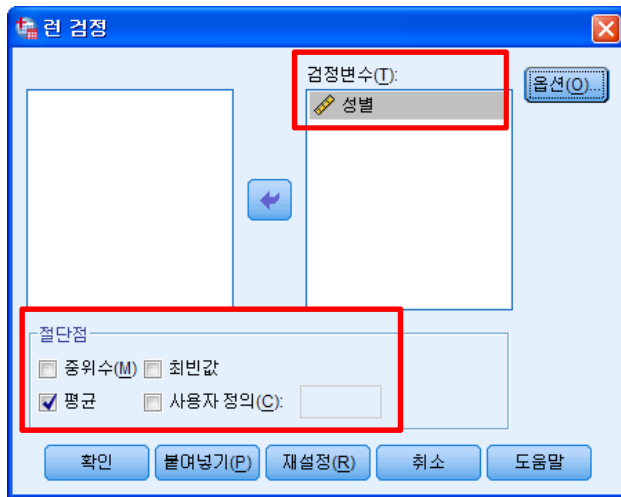 런 검정
검정변수(T):
옵션(O)...
성별
절단점
중위수(M) 최빈값
평균 사용자 정의(C):
확인 붙여넣기(P) 재설정(R) 취소 도움말